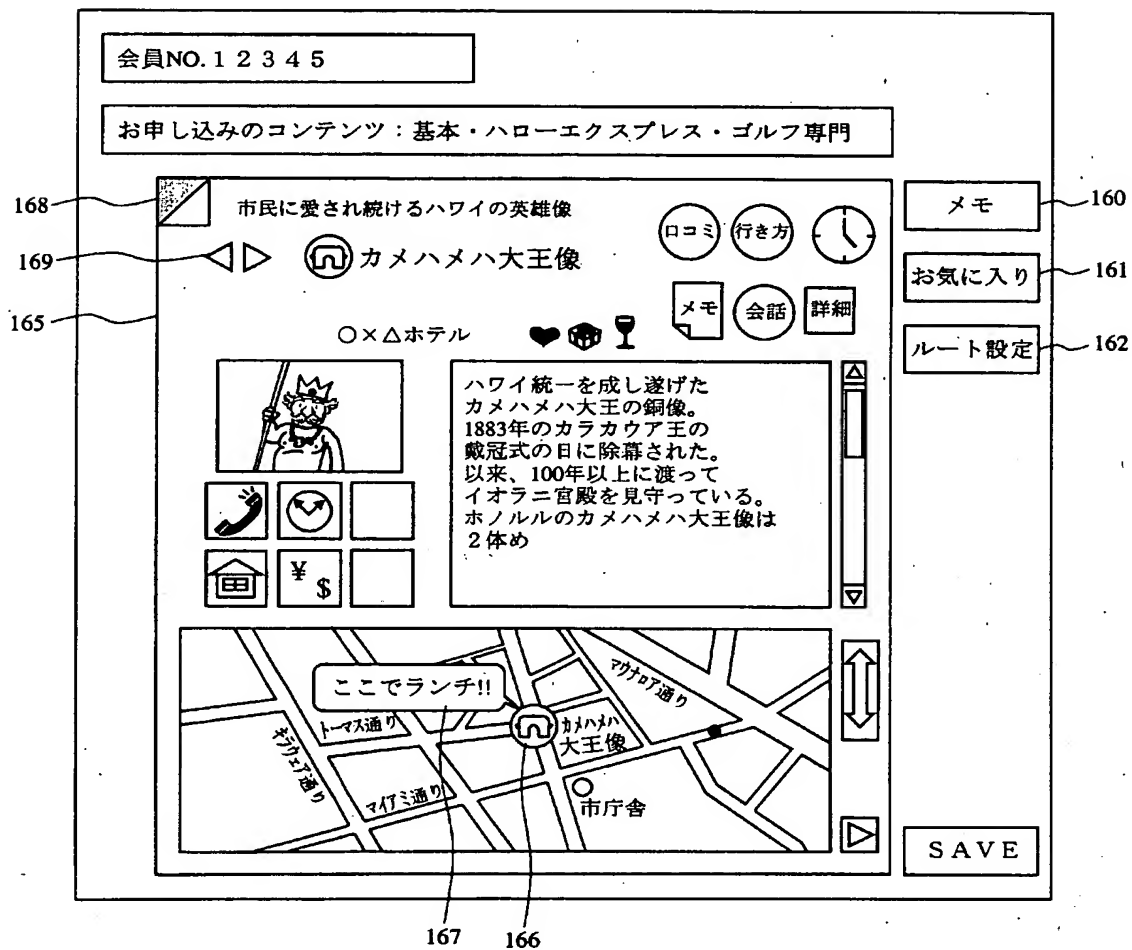 会員NO.１２３４５
お申し込みのコンテンツ：基本・ハローエクスプレス・ゴルフ専門
168
市民に愛され続けるハワイの英雄像
口コミ
行き方
メモ
160
169
カメハメハ大王像
お気に入り
161
165
メモ
会話
詳細
○×△ホテル
ルート設定
162
ハワイ統一を成し遂げた
カメハメハ大王の銅像。
1883年のカラカウア王の
戴冠式の日に除幕された。
以来、100年以上に渡って
イオラニ宮殿を見守っている。
ホノルルのカメハメハ大王像は
２体め
¥
$
ここでランチ!!
マウナロア通り
トーマス通り
カメハメハ
大王像
キラウェア通り
マイアミ通り
市庁舎
ＳＡＶＥ
167
166